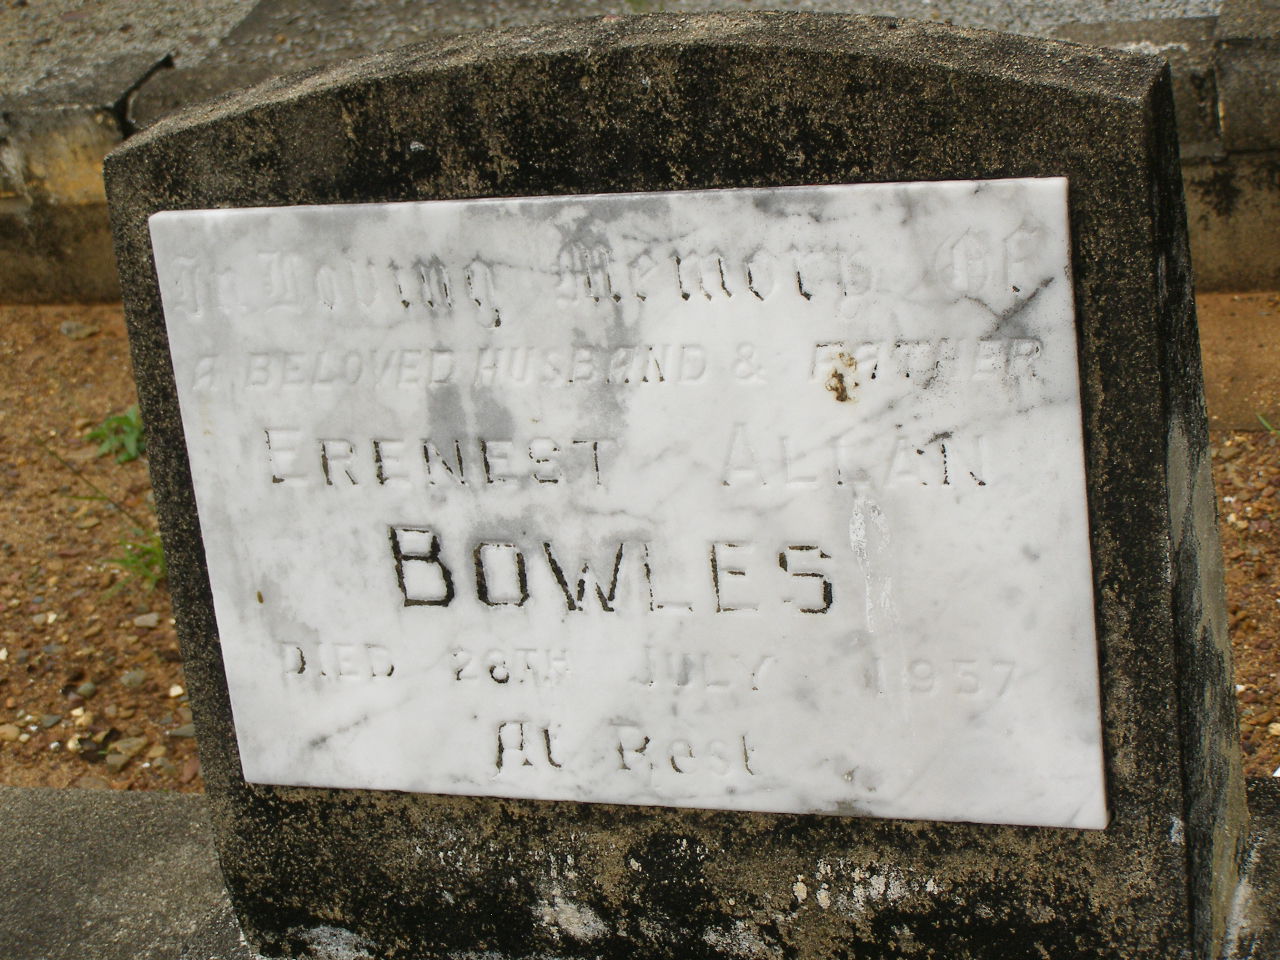 In Loving Memory Of
A BELOVED HUSBAND & FATHER
ERENEST ALLAN
BOWLES
DIED 28TH JULY 1957
At Rest